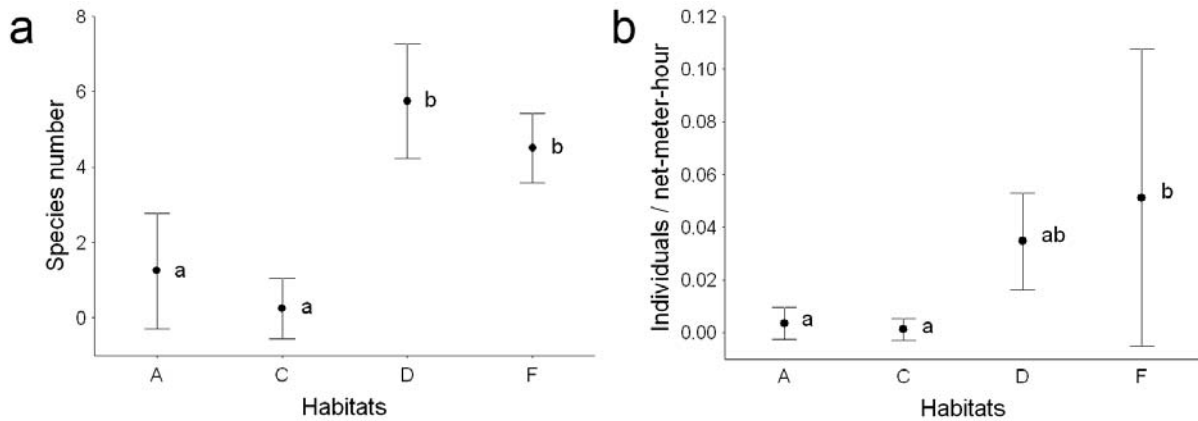 a
Species number
8
6
4
2
0
a
a
b
b
A C D F
Habitats
b
Individuals / net-meter-hour
0.12
0.10
0.08
0.06
0.04
0.02
0.00
a
a
ab
b
A C D F
Habitats